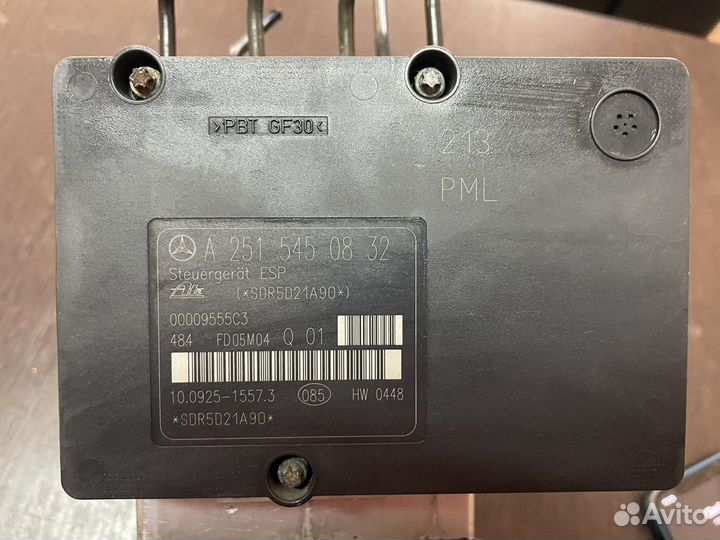 >PBT GF30<
213
PML
A 251 545 08 32
Steuergerät ESP
Ate (*SDR5D21A90*)
00009555C3
484 FD05M04 Q 01
10.0925-1557.3 085 HW 0448
*SDR5D21A90*
Avito